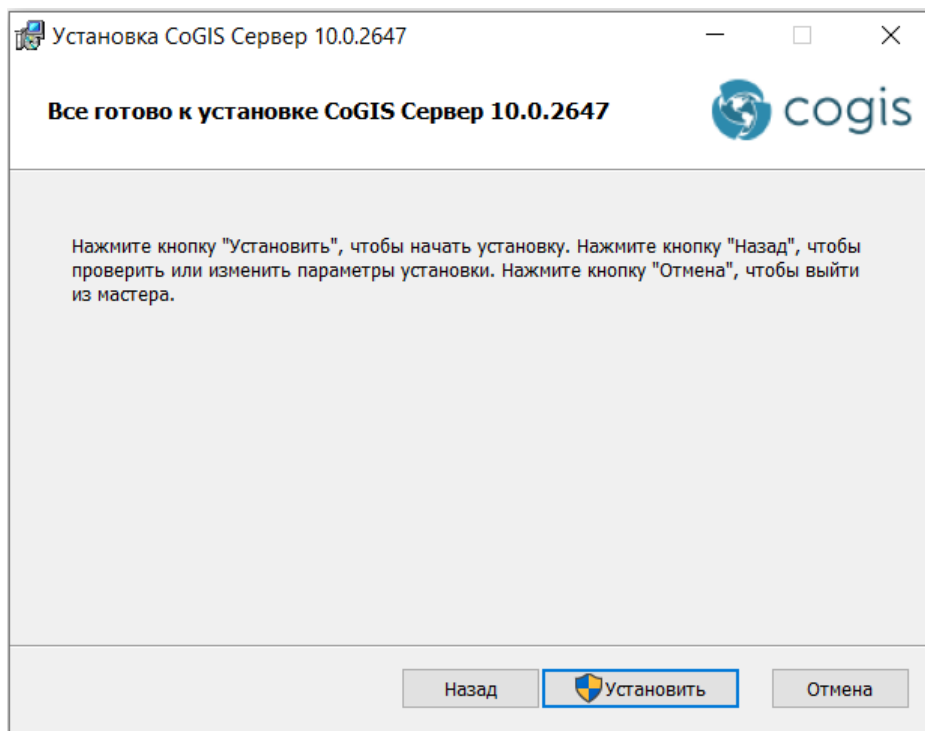 Установка CoGIS Сервер 10.0.2647
Все готово к установке CoGIS Сервер 10.0.2647
cogis
Нажмите кнопку "Установить", чтобы начать установку. Нажмите кнопку "Назад", чтобы
проверить или изменить параметры установки. Нажмите кнопку "Отмена", чтобы выйти
из мастера.
Назад
Установить
Отмена